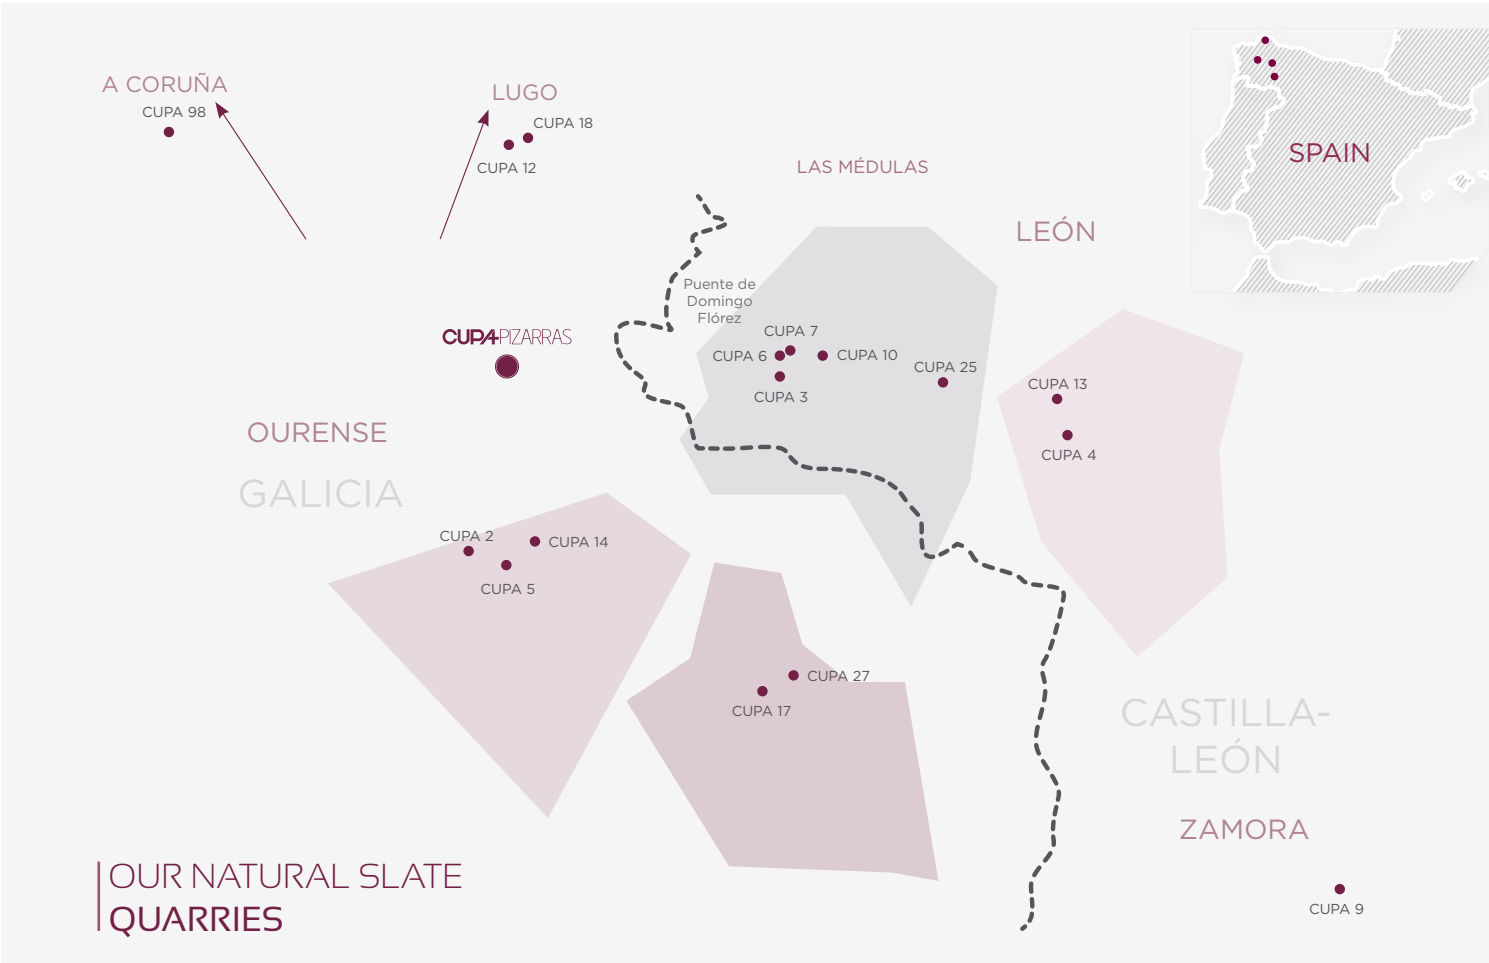 A CORUÑA
CUPA 98
LUGO
CUPA 18
CUPA 12
LAS MÉDULAS
LEÓN
SPAIN
Puente de
Domingo
Flórez
CUPA PIZARRAS
CUPA 7
CUPA 6
CUPA 10
CUPA 3
CUPA 25
CUPA 13
CUPA 4
OURENSE
GALICIA
CUPA 2
CUPA 14
CUPA 5
CUPA 27
CUPA 17
CASTILLA-
LEÓN
ZAMORA
CUPA 9
OUR NATURAL SLATE
QUARRIES